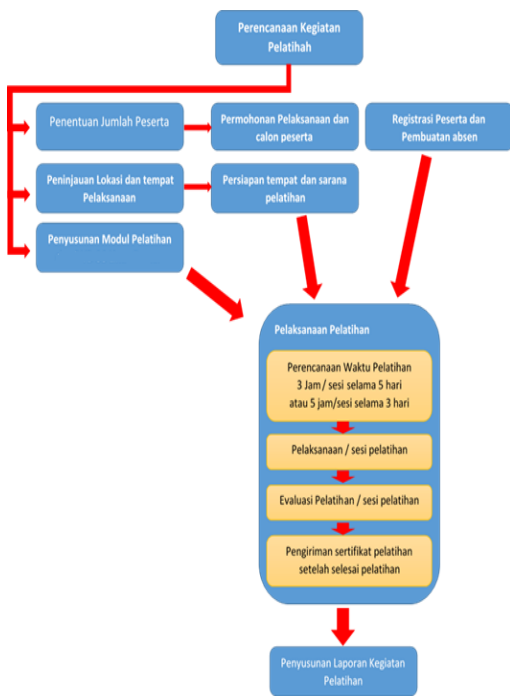 Perencanaan Kegiatan
Pelatihah
Penentuan Jumlah Peserta
Permohonan Pelaksanaan dan
calon peserta
Registrasi Peserta dan
Pembuatan absen
Peninjauan Lokasi dan tempat
Pelaksanaan
Persiapan tempat dan sarana
pelatihan
Penyusunan Modul Pelatihan
Pelaksanaan Pelatihan
Perencanaan Waktu Pelatihan
3 Jam / sesi selama 5 hari
atau 5 jam/sesi selama 3 hari
Pelaksanaan / sesi pelatihan
Evaluasi Pelatihan / sesi pelatihan
Pengiriman sertifikat pelatihan
setelah selesai pelatihan
Penyusunan Laporan Kegiatan
Pelatihan